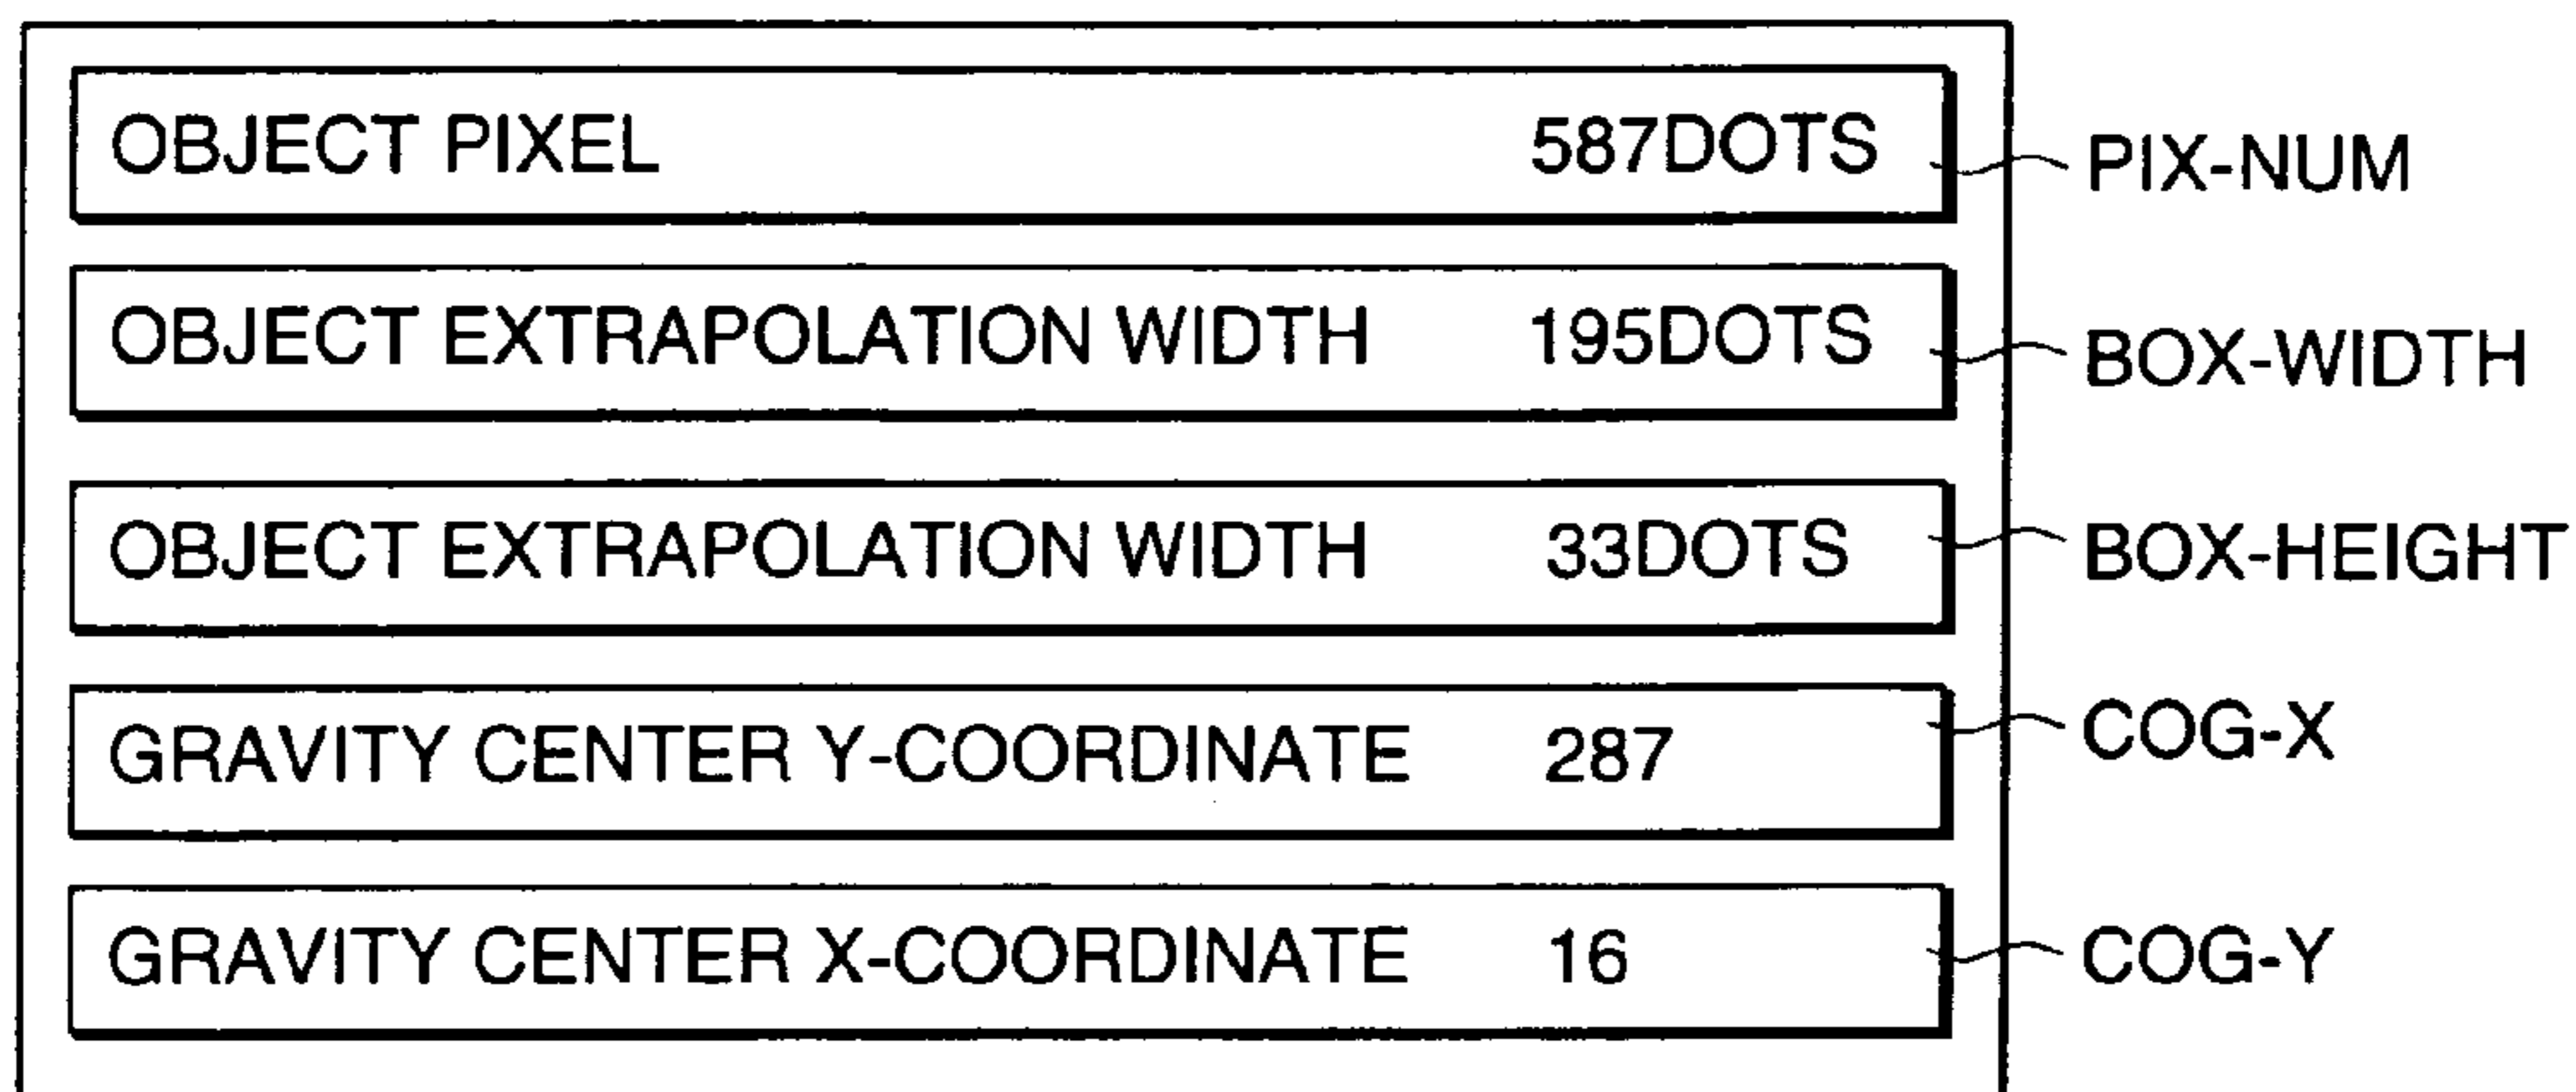 OBJECT PIXEL 587DOTS PIX-NUM
OBJECT EXTRAPOLATION WIDTH 195DOTS BOX-WIDTH
OBJECT EXTRAPOLATION WIDTH 33DOTS BOX-HEIGHT
GRAVITY CENTER Y-COORDINATE 287 COG-X
GRAVITY CENTER X-COORDINATE 16 COG-Y